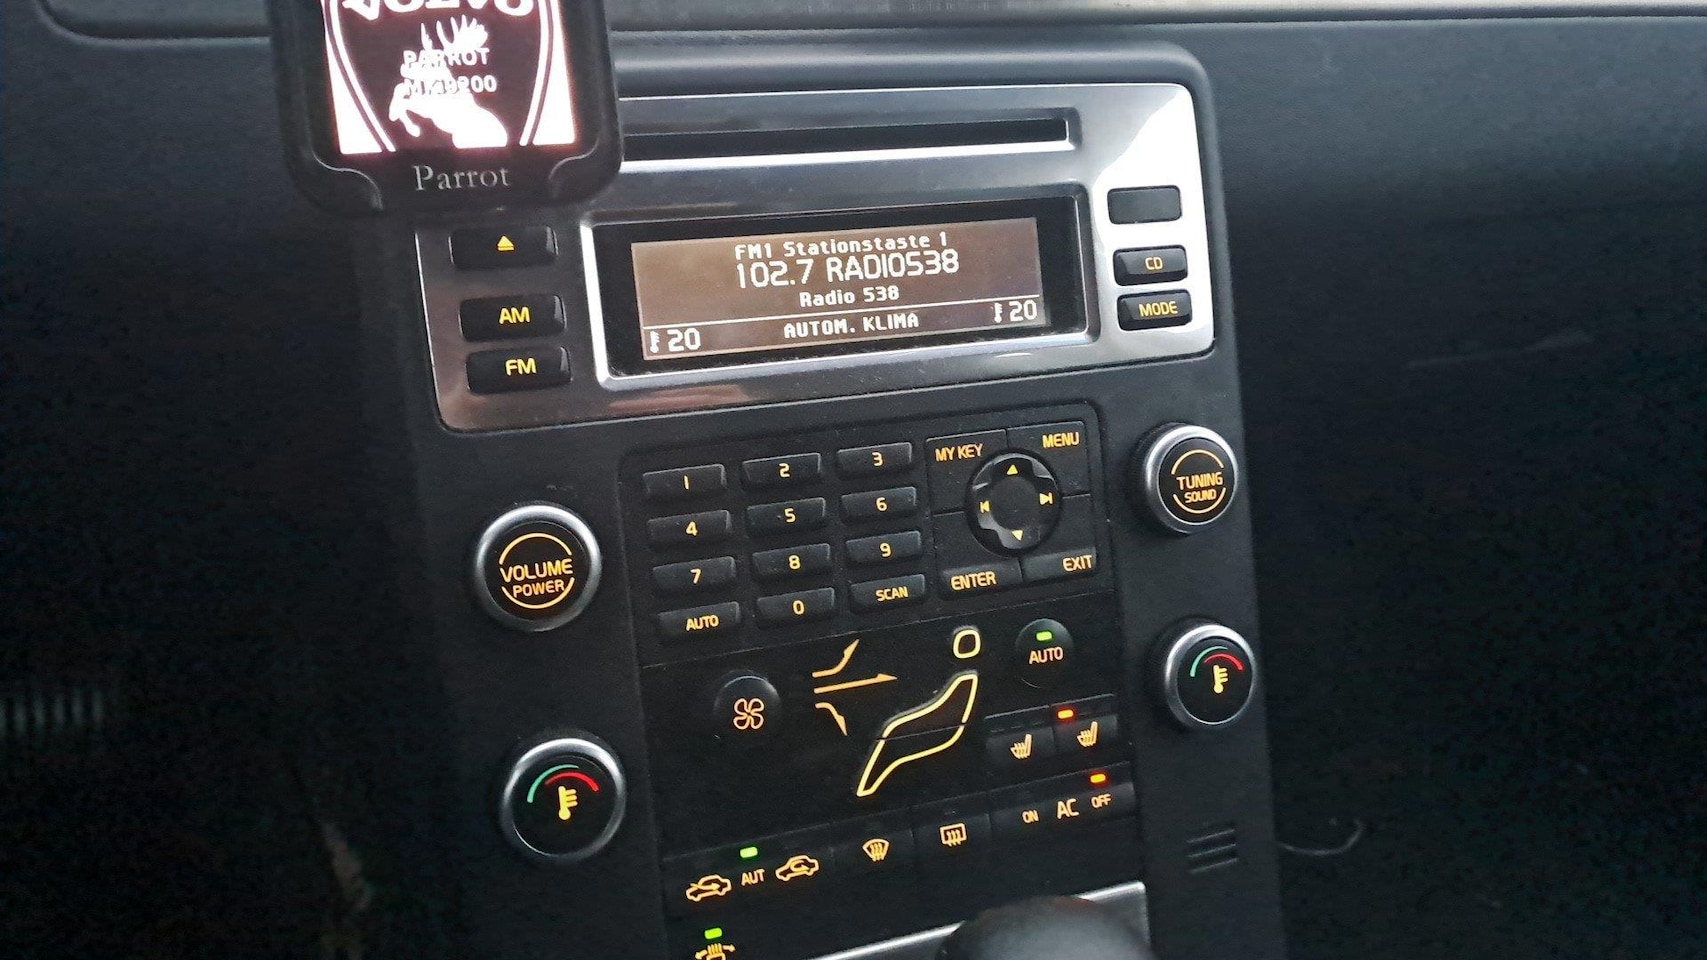 VOLVO
PARROT
MKi9200
Parrot
FM1 Stationstaste 1
102.7 RADIO538
Radio 538
20 AUTOM. KLIMA 20
AM
FM
CD
MODE
1 2 3
4 5 6
7 8 9
AUTO 0 SCAN
MY KEY MENU
ENTER EXIT
TUNING
SOUND
VOLUME
POWER
AUTO
ON AC OFF
AUT